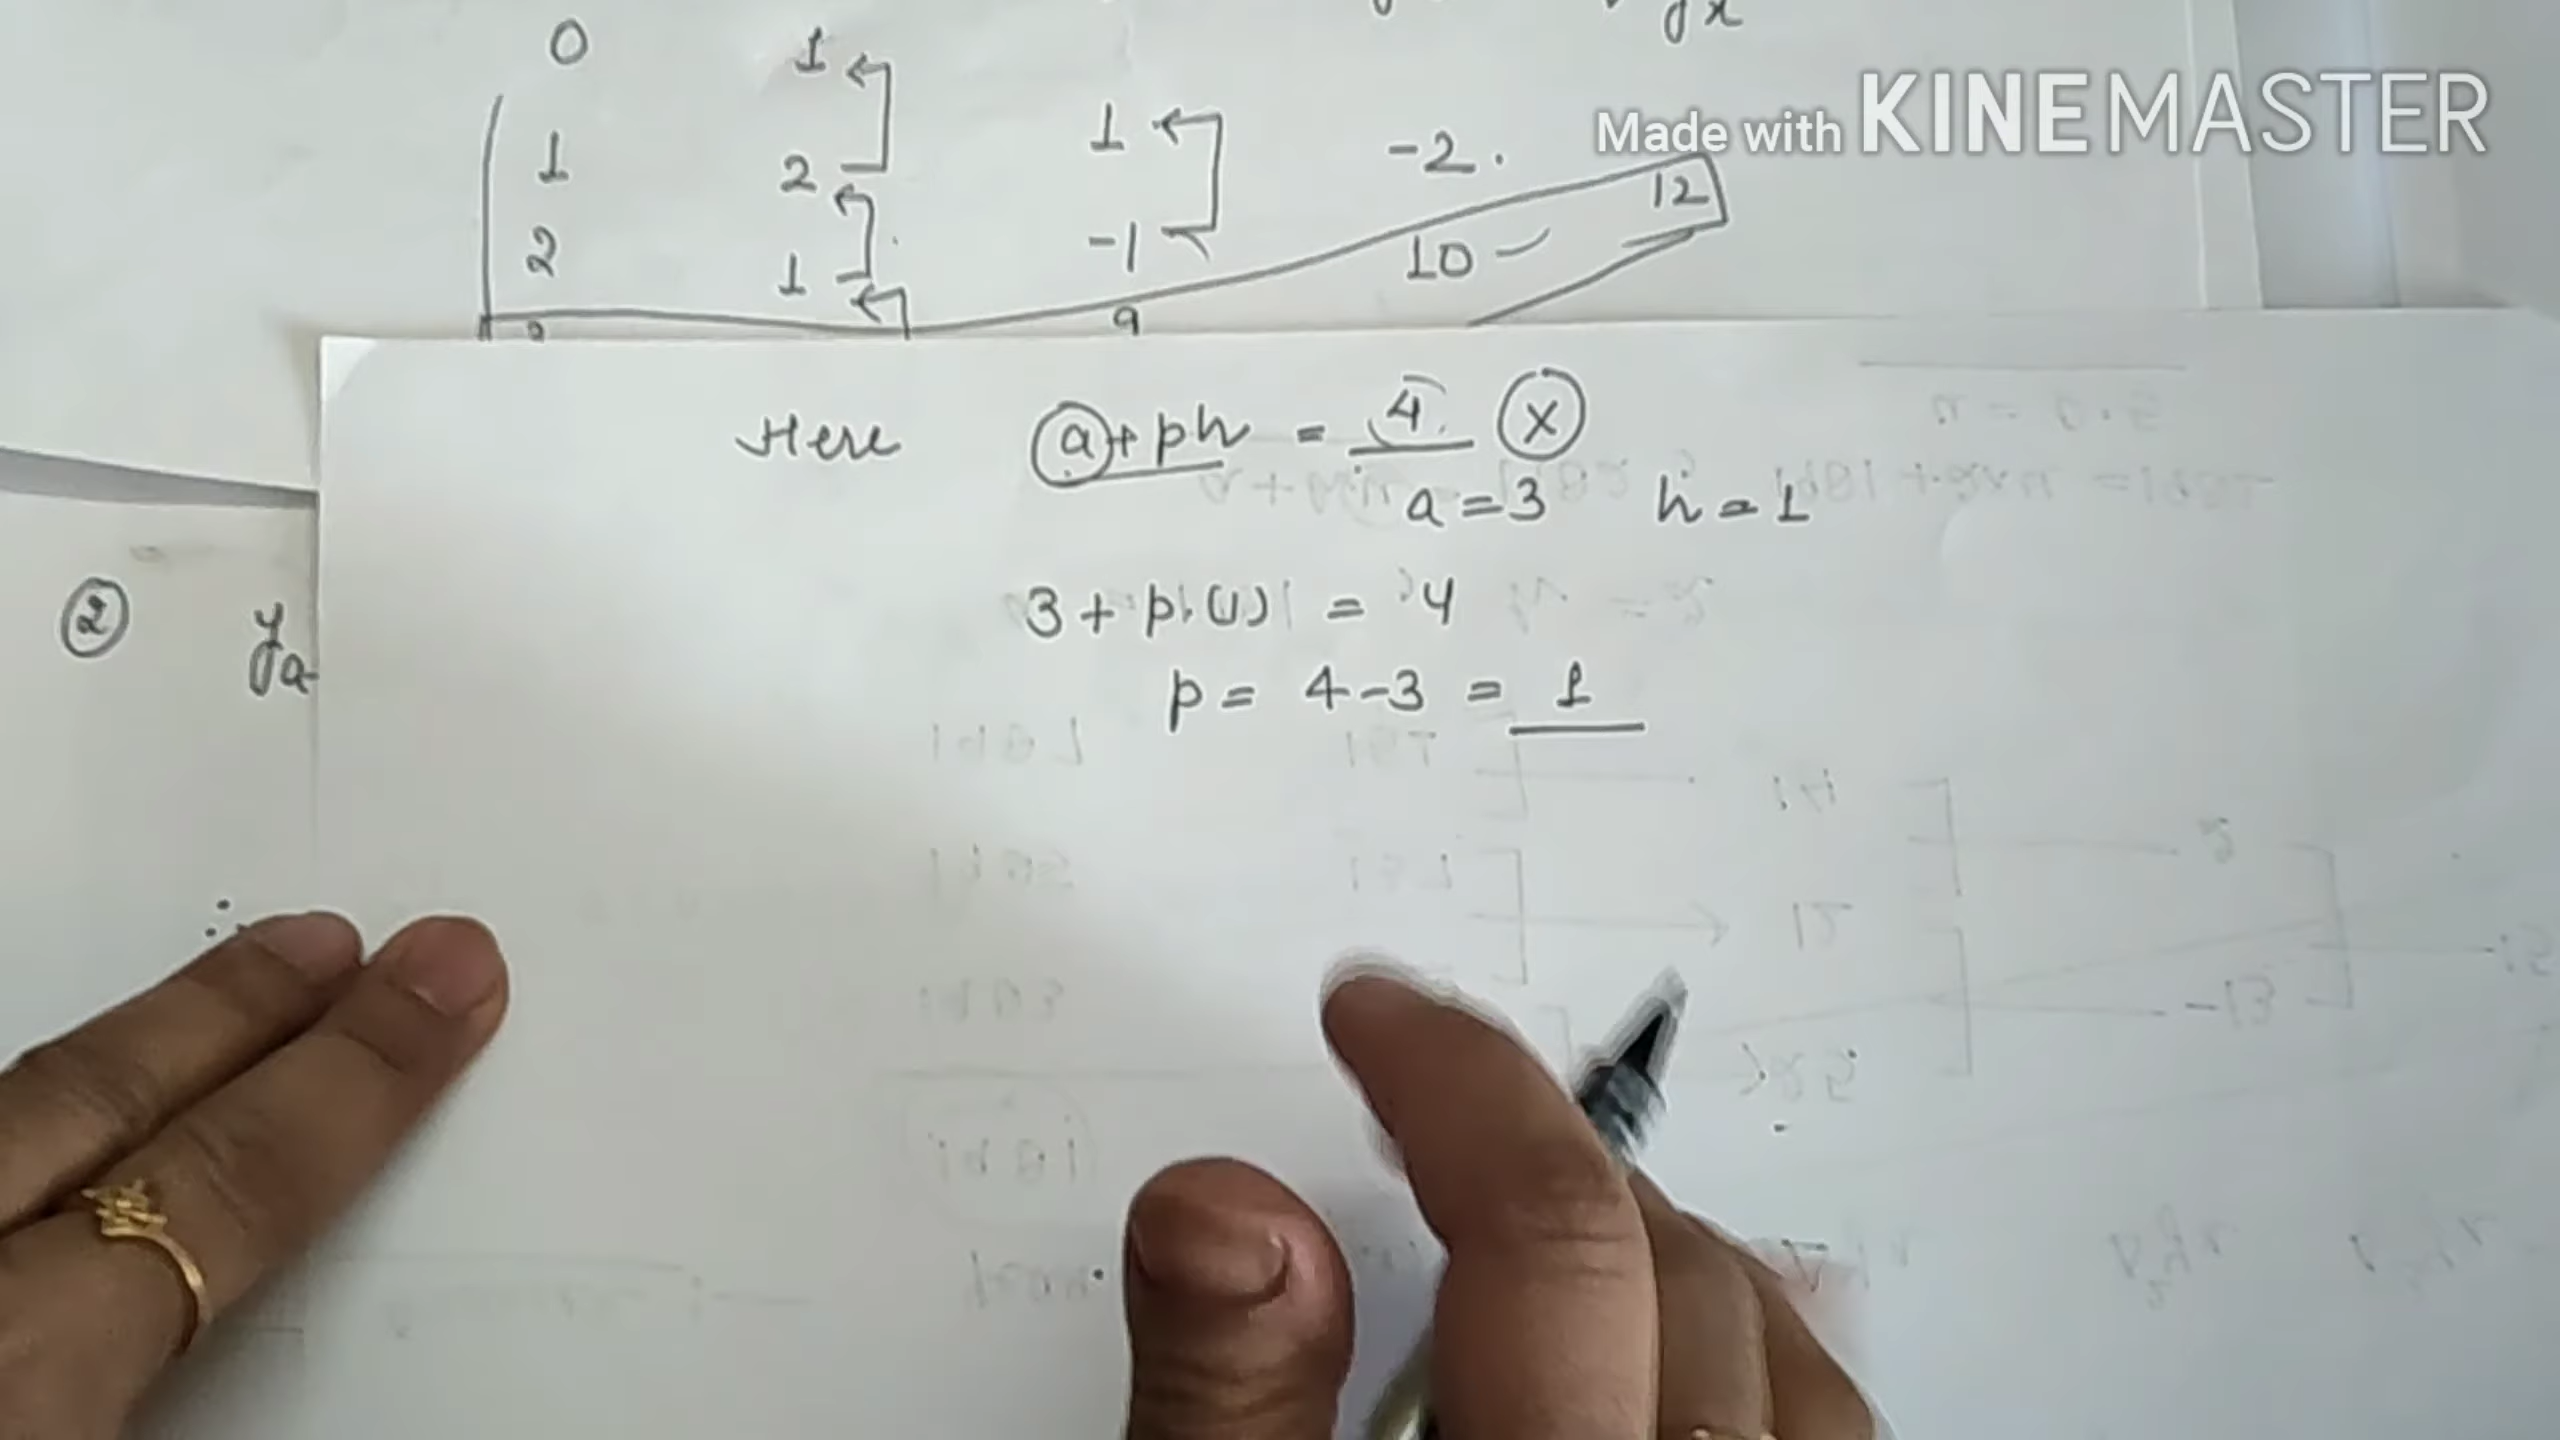 Made with KINEMASTER
0 1
1 2 1 -2. 12
2 1 -1 10
9
Here a+ph = 4. x
a=3 h=1
3 + p.(1) = 4
p = 4-3 = 1
2 ya